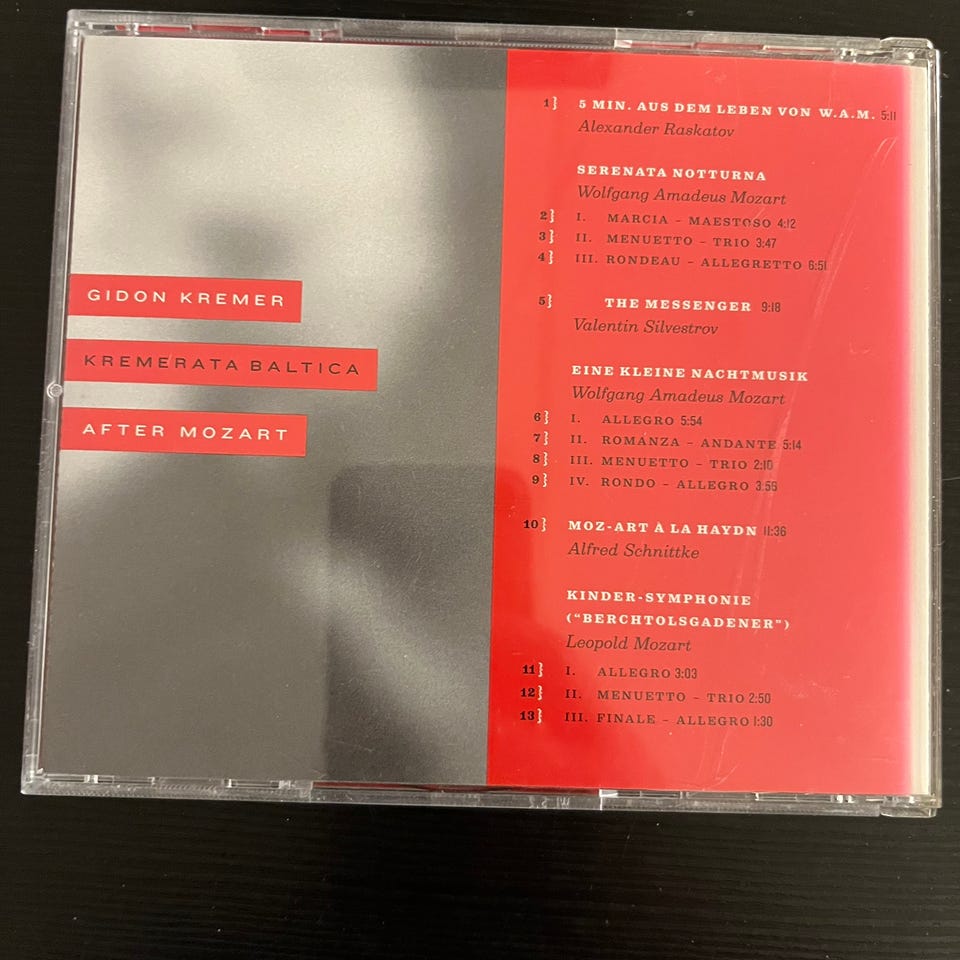 GIDON KREMER
KREMERATA BALTICA
AFTER MOZART
1} 5 MIN. AUS DEM LEBEN VON W.A.M. 5:11
Alexander Raskatov
SERENATA NOTTURNA
Wolfgang Amadeus Mozart
2} I. MARCIA – MAESTOSO 4:12
3} II. MENUETTO – TRIO 3:47
4} III. RONDEAU – ALLEGRETTO 6:51
5} THE MESSENGER 9:18
Valentin Silvestrov
EINE KLEINE NACHTMUSIK
Wolfgang Amadeus Mozart
6} I. ALLEGRO 5:54
7} II. ROMANZA – ANDANTE 5:14
8} III. MENUETTO – TRIO 2:10
9} IV. RONDO – ALLEGRO 3:56
10} MOZ-ART À LA HAYDN 11:36
Alfred Schnittke
KINDER-SYMPHONIE
("BERCHTOLSGADENER")
Leopold Mozart
11} I. ALLEGRO 3:03
12} II. MENUETTO – TRIO 2:50
13} III. FINALE – ALLEGRO 1:30